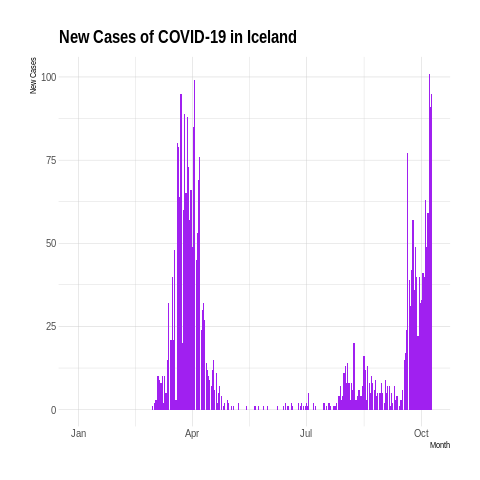 New Cases of COVID-19 in Iceland
New Cases
100
75
50
25
0
Jan Apr Jul Oct
Month